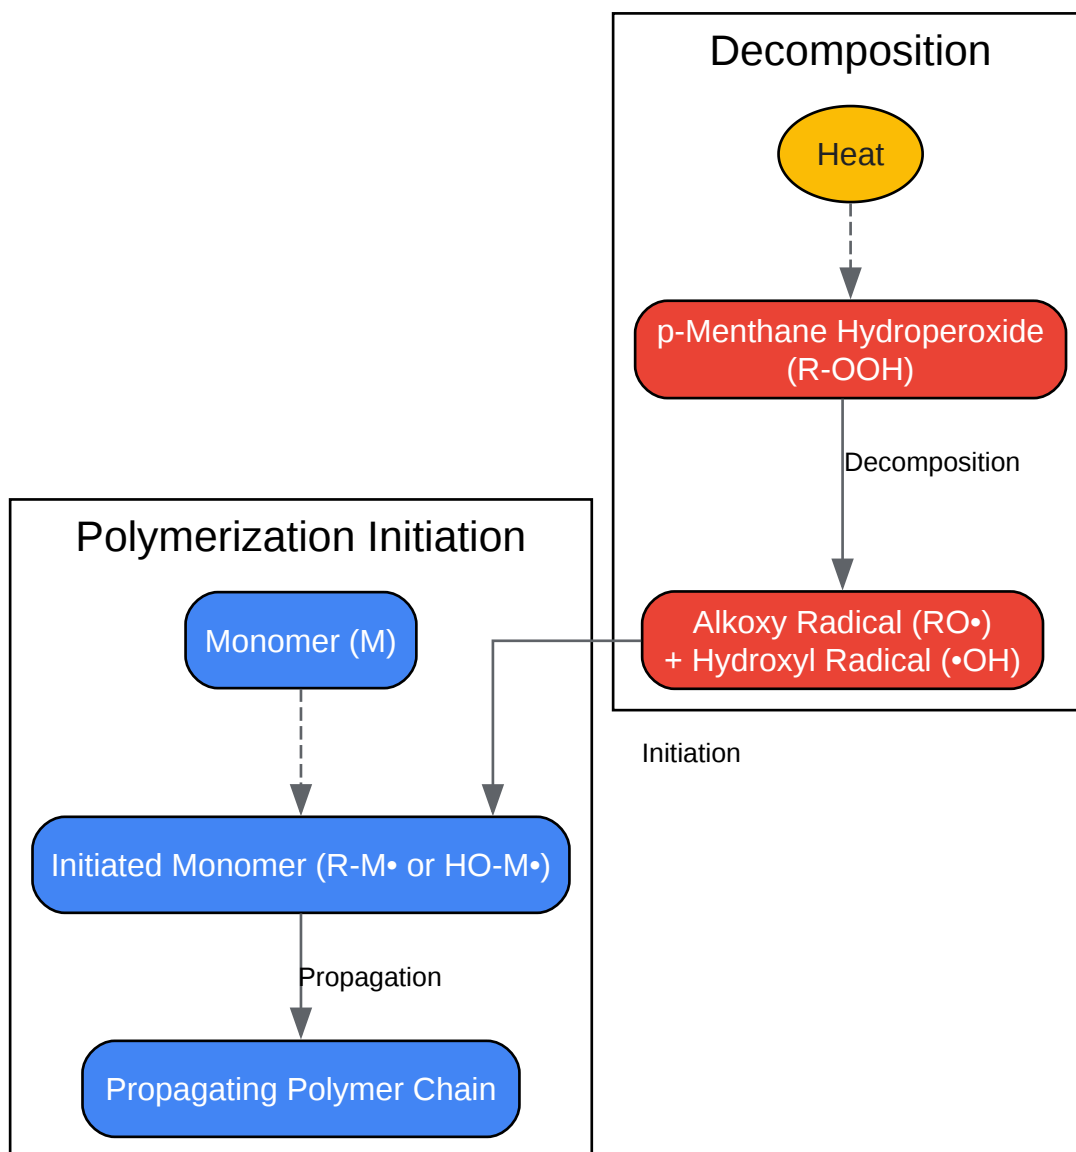 Decomposition
Heat
p-Menthane Hydroperoxide
(R-OOH)
Decomposition
Alkoxy Radical (RO•)
+ Hydroxyl Radical (•OH)
Initiation
Polymerization Initiation
Monomer (M)
Initiated Monomer (R-M• or HO-M•)
Propagation
Propagating Polymer Chain